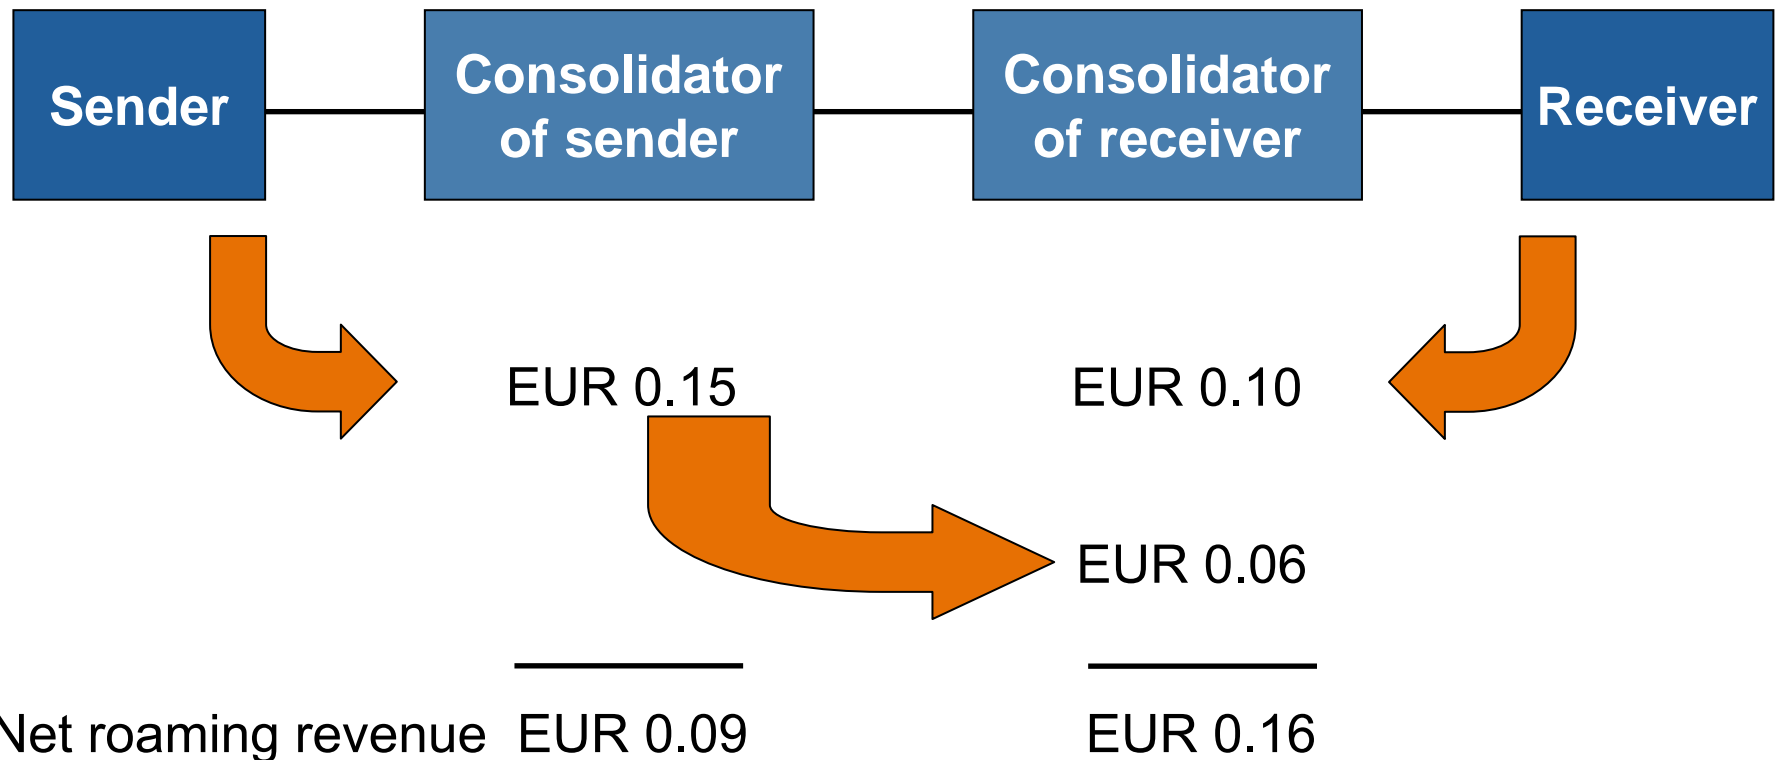 Sender
Consolidator
of sender
Consolidator
of receiver
Receiver
EUR 0.15
EUR 0.10
EUR 0.06
Net roaming revenue EUR 0.09
EUR 0.16